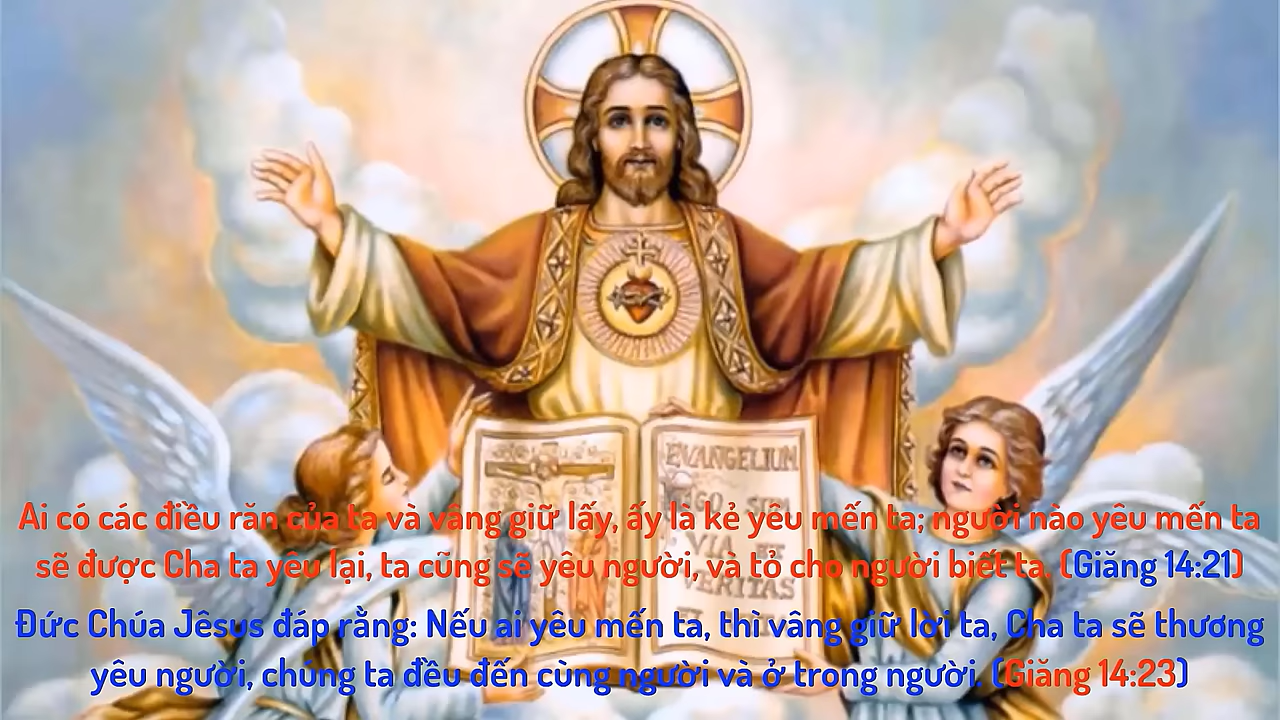 EVANGELIUM
EGO SUM
VIA ET
VERITAS
Ai có các điều răn của ta và vâng giữ lấy, ấy là kẻ yêu mến ta; người nào yêu mến ta
sẽ được Cha ta yêu lại, ta cũng sẽ yêu người, và tỏ cho người biết ta. (Giăng 14:21)
Đức Chúa Jêsus đáp rằng: Nếu ai yêu mến ta, thì vâng giữ lời ta, Cha ta sẽ thương
yêu người, chúng ta đều đến cùng người và ở trong người. (Giăng 14:23)